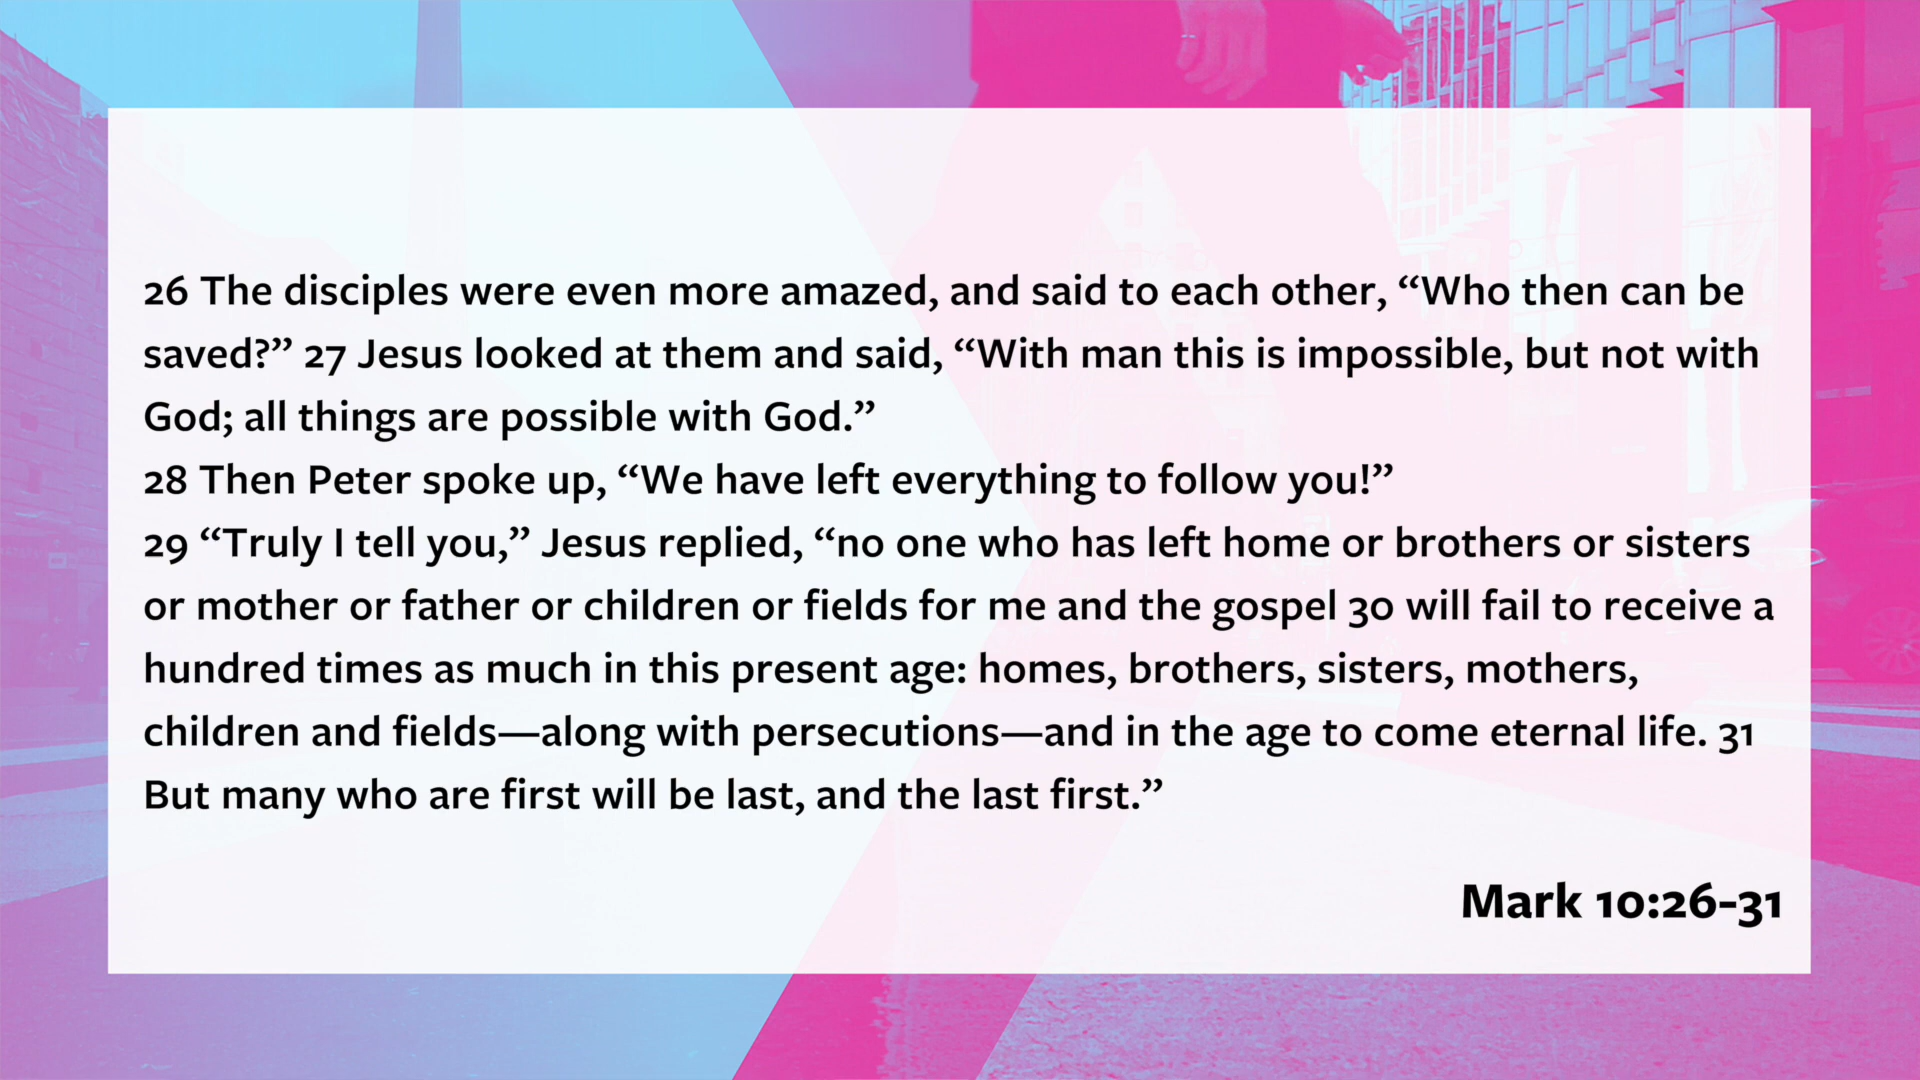 26 The disciples were even more amazed, and said to each other, “Who then can be
saved?” 27 Jesus looked at them and said, “With man this is impossible, but not with
God; all things are possible with God.”
28 Then Peter spoke up, “We have left everything to follow you!”
29 “Truly I tell you,” Jesus replied, “no one who has left home or brothers or sisters
or mother or father or children or fields for me and the gospel 30 will fail to receive a
hundred times as much in this present age: homes, brothers, sisters, mothers,
children and fields—along with persecutions—and in the age to come eternal life. 31
But many who are first will be last, and the last first.”
Mark 10:26-31